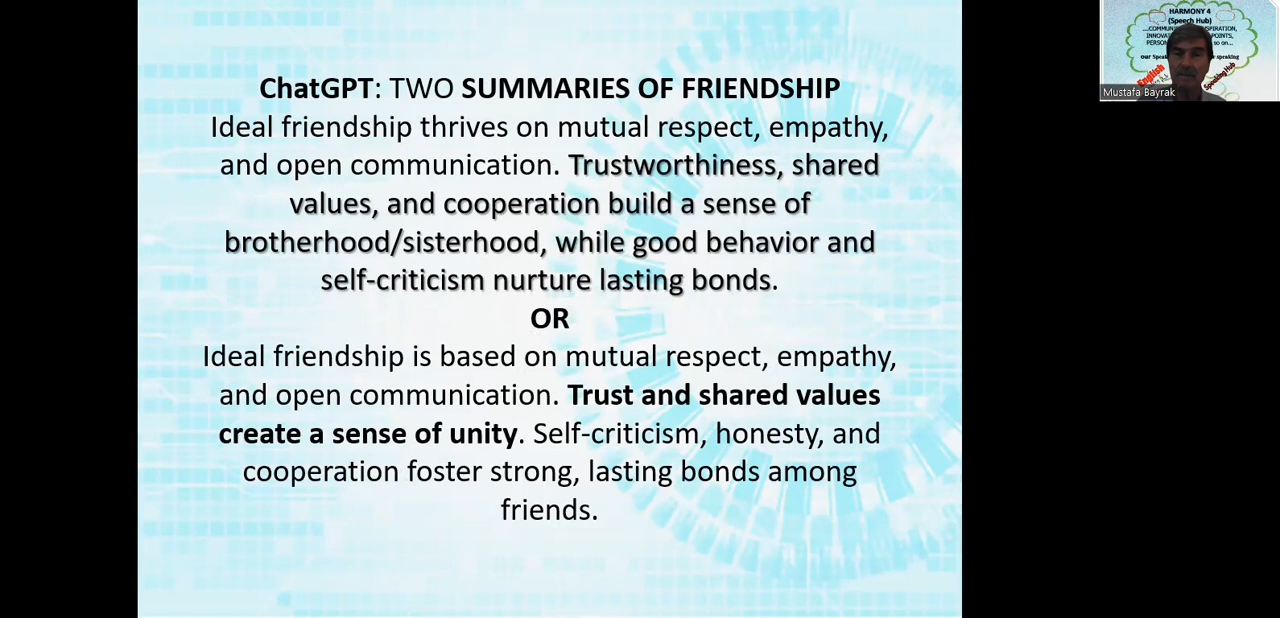 ChatGPT: TWO SUMMARIES OF FRIENDSHIP
Ideal friendship thrives on mutual respect, empathy,
and open communication. Trustworthiness, shared
values, and cooperation build a sense of
brotherhood/sisterhood, while good behavior and
self-criticism nurture lasting bonds.
OR
Ideal friendship is based on mutual respect, empathy,
and open communication. Trust and shared values
create a sense of unity. Self-criticism, honesty, and
cooperation foster strong, lasting bonds among
friends.
HARMONY 4
(Speech Hub)
English
Speaking Hub
Mustafa Bayrak